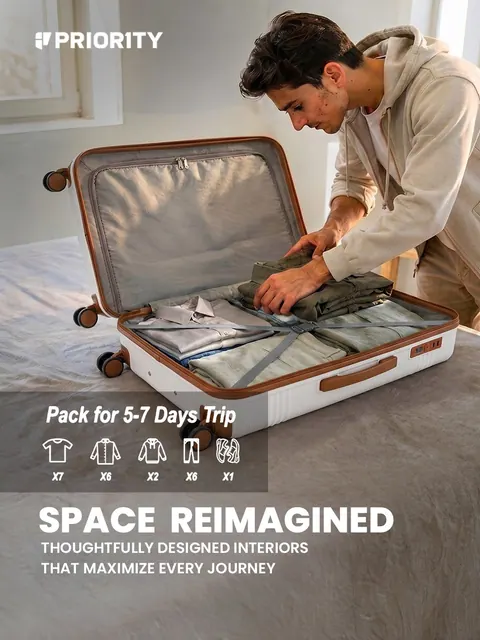 PRIOR1TY
Pack for 5-7 Days Trip
X7 X6 X2 X6 X1
SPACE REIMAGINED
THOUGHTFULLY DESIGNED INTERIORS
THAT MAXIMIZE EVERY JOURNEY